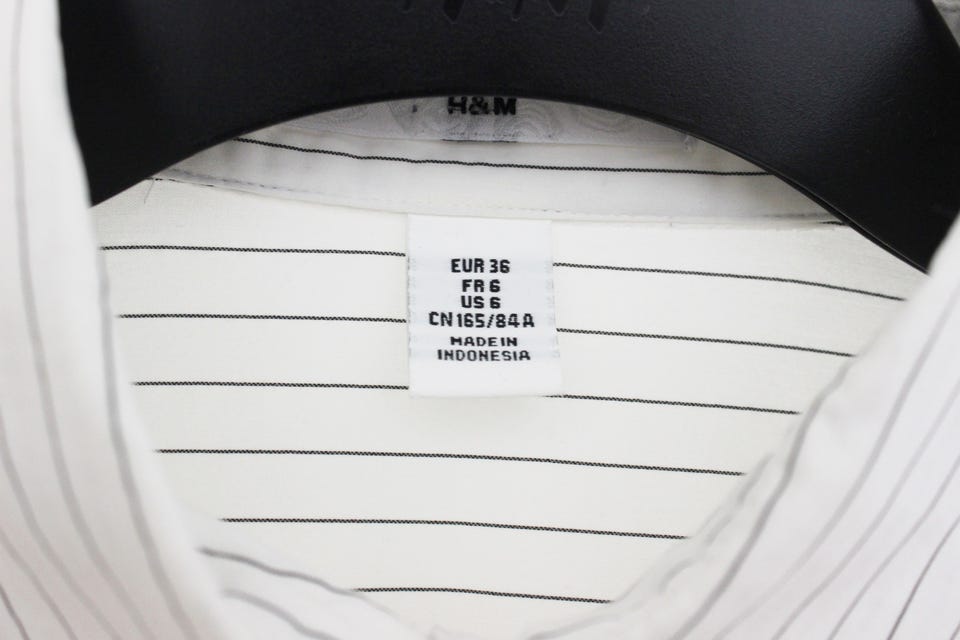 H&M
EUR 36
FR 6
US 6
CN 165/84A
MADE IN
INDONESIA